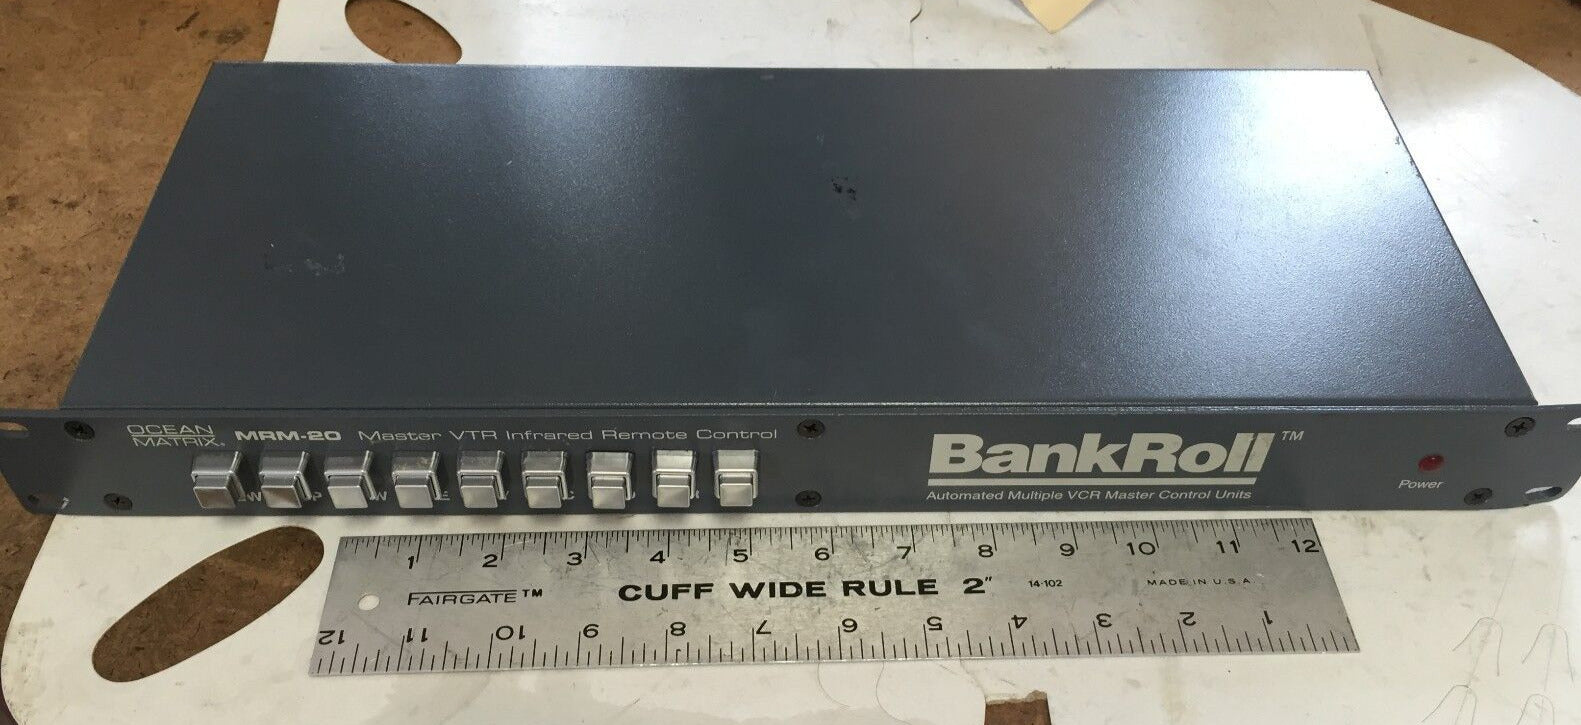 OCEAN
MATRIX.
MRM-20 Master VTR Infrared Remote Control
BankRoll™
Automated Multiple VCR Master Control Units
Power
1 2 3 4 5 6 7 8 9 10 11 12
FAIRGATE™ CUFF WIDE RULE 2" 14-102 MADE IN U.S.A.
12 11 10 9 8 7 6 5 4 3 2 1